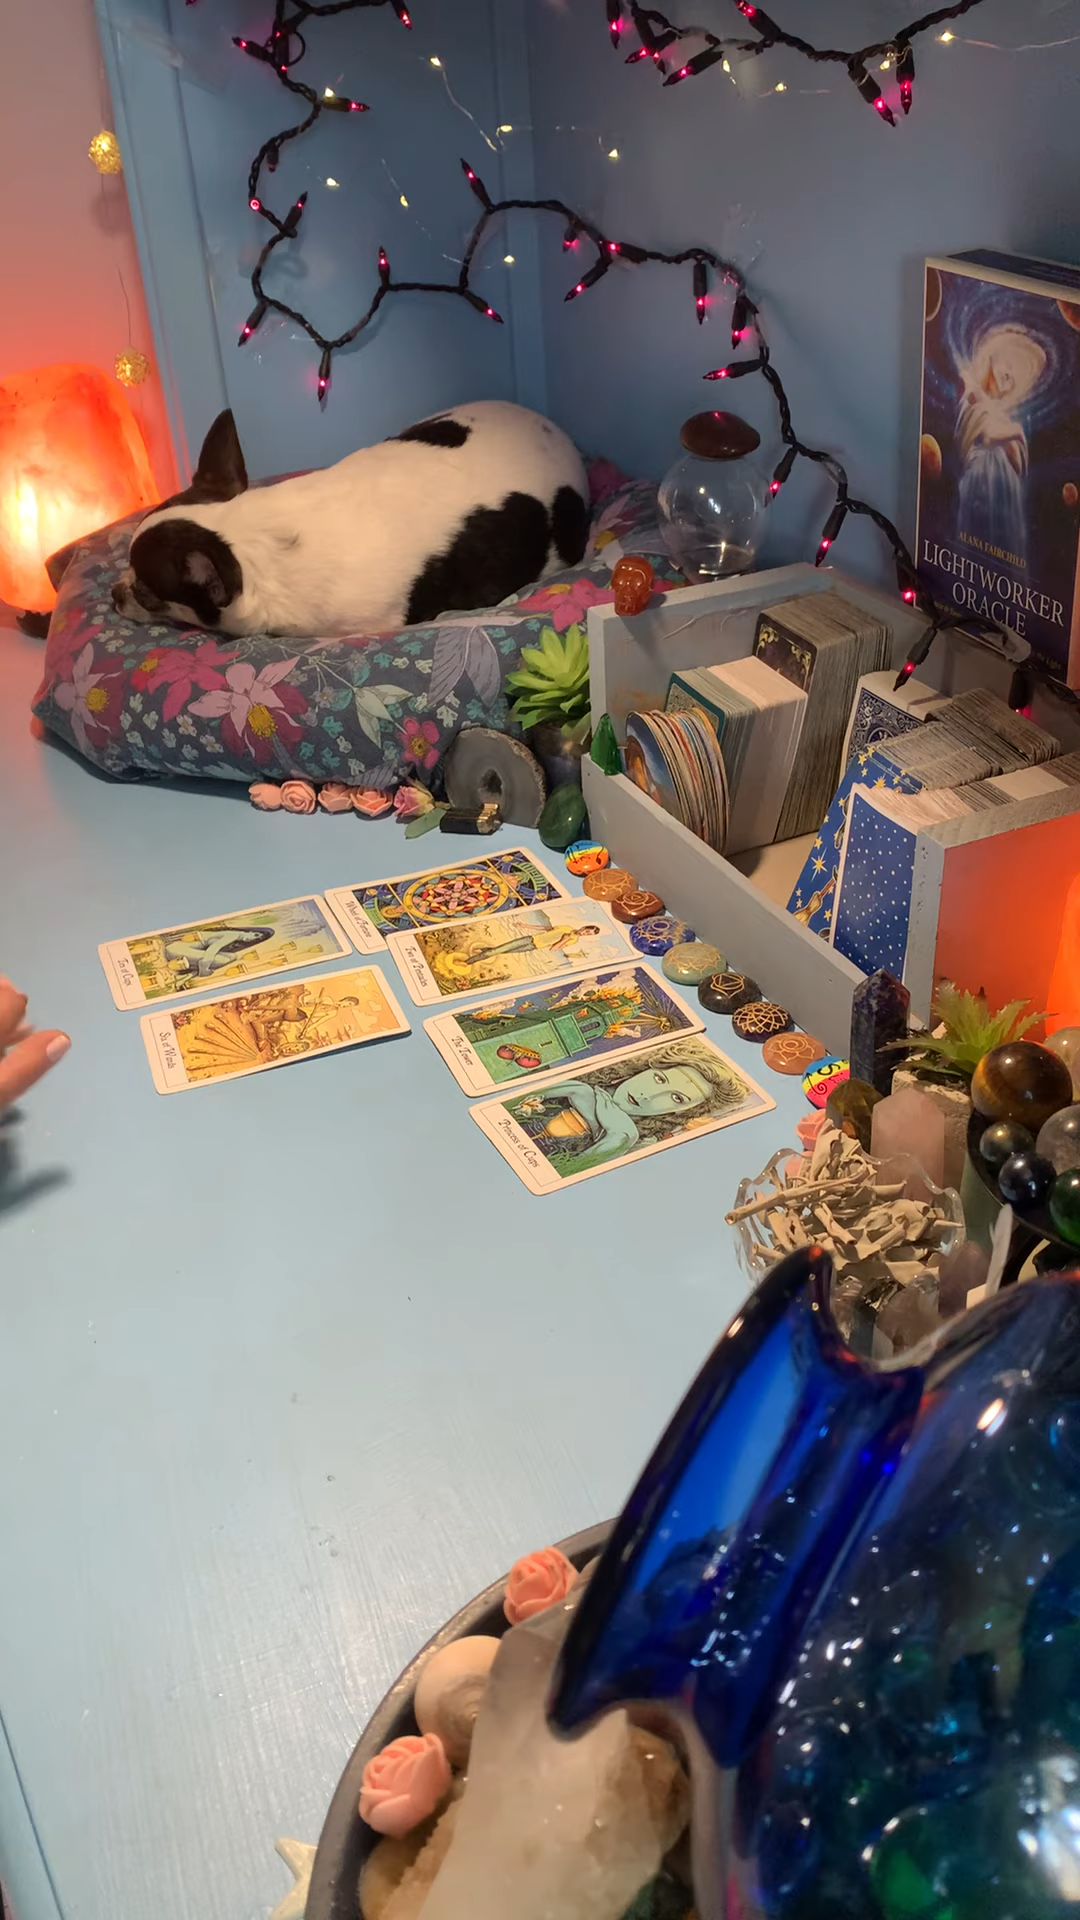 ALANA FAIRCHILD
LIGHTWORKER
ORACLE
Wheel of Fortune
Ten of Cups
Two of Pentacles
Six of Wands
The Tower
Princess of Cups